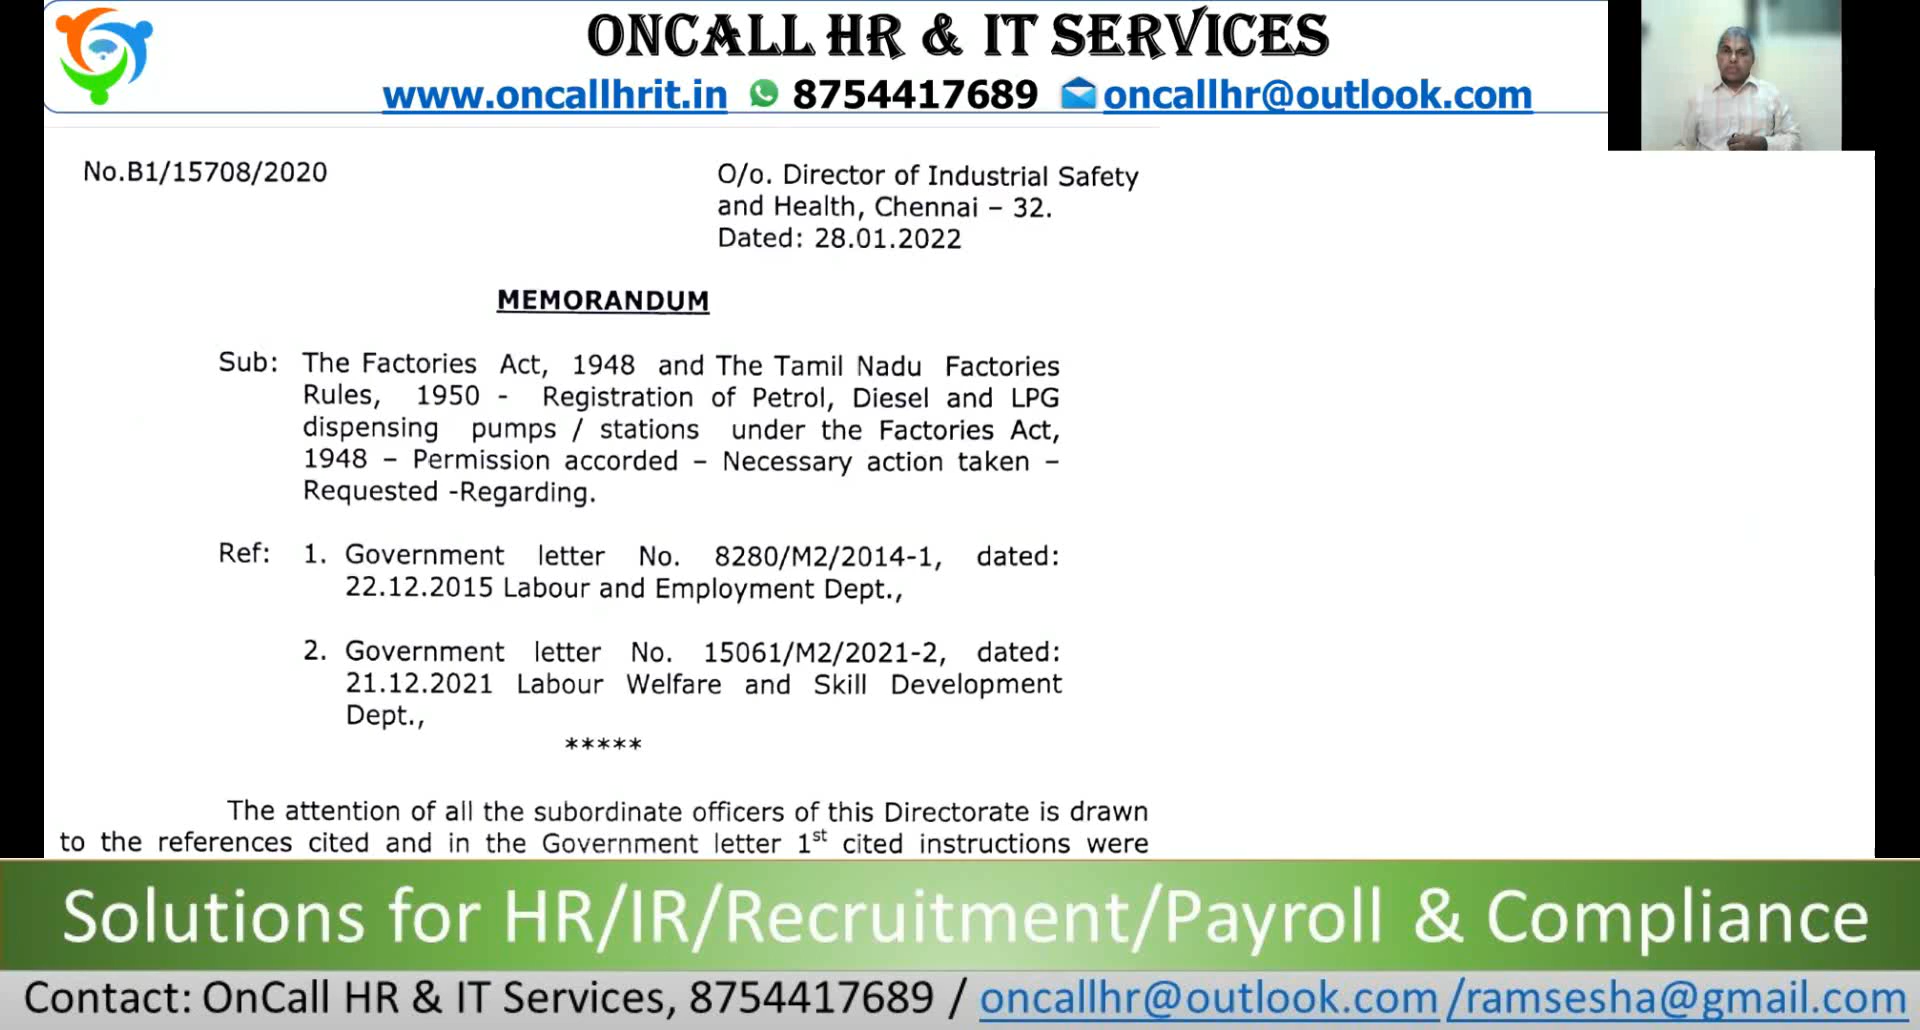 ONCALL HR & IT SERVICES
www.oncallhrit.in 8754417689 oncallhr@outlook.com
No.B1/15708/2020
O/o. Director of Industrial Safety
and Health, Chennai – 32.
Dated: 28.01.2022
MEMORANDUM
Sub: The Factories Act, 1948 and The Tamil Nadu Factories
Rules, 1950 - Registration of Petrol, Diesel and LPG
dispensing pumps / stations under the Factories Act,
1948 – Permission accorded – Necessary action taken –
Requested -Regarding.
Ref: 1. Government letter No. 8280/M2/2014-1, dated:
22.12.2015 Labour and Employment Dept.,
2. Government letter No. 15061/M2/2021-2, dated:
21.12.2021 Labour Welfare and Skill Development
Dept.,
*****
The attention of all the subordinate officers of this Directorate is drawn
to the references cited and in the Government letter 1st cited instructions were
Solutions for HR/IR/Recruitment/Payroll & Compliance
Contact: OnCall HR & IT Services, 8754417689 / oncallhr@outlook.com /ramsesha@gmail.com